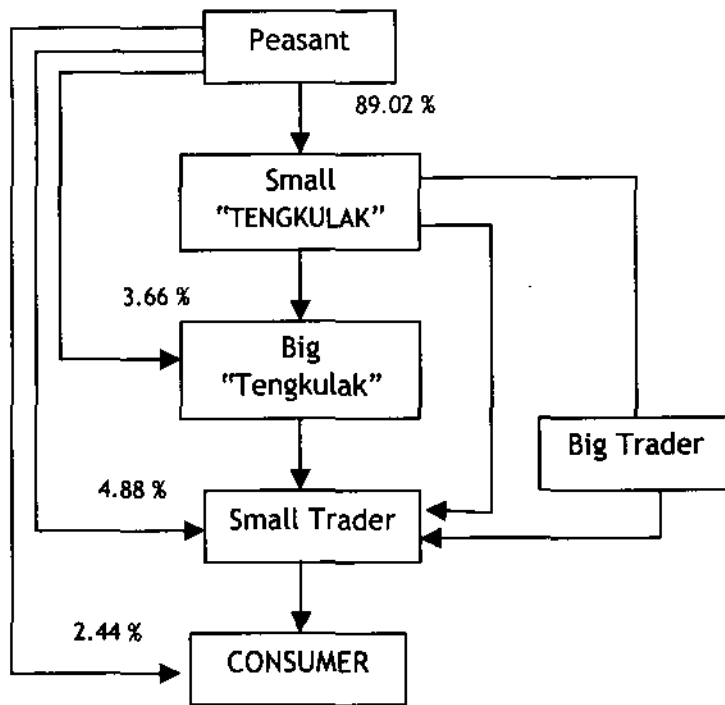 Peasant
89.02 %
Small
"TENGKULAK"
3.66 %
Big
"Tengkulak"
Big Trader
4.88 %
Small Trader
2.44 %
CONSUMER